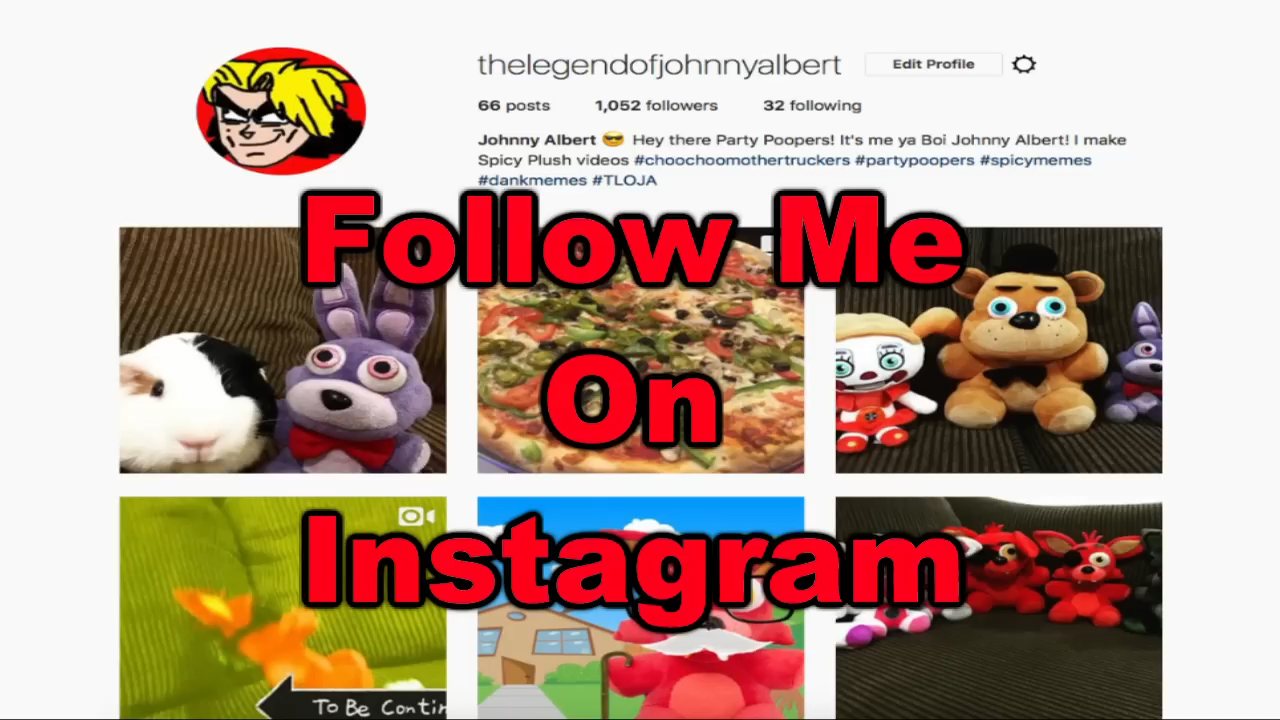 thelegendofjohnnyalbert Edit Profile
66 posts 1,052 followers 32 following
Johnny Albert 😎 Hey there Party Poopers! It's me ya Boi Johnny Albert! I make
Spicy Plush videos #choochoomothertruckers #partypoopers #spicymemes
#dankmemes #TLOJA
Follow Me
On
Instagram
To Be Contin